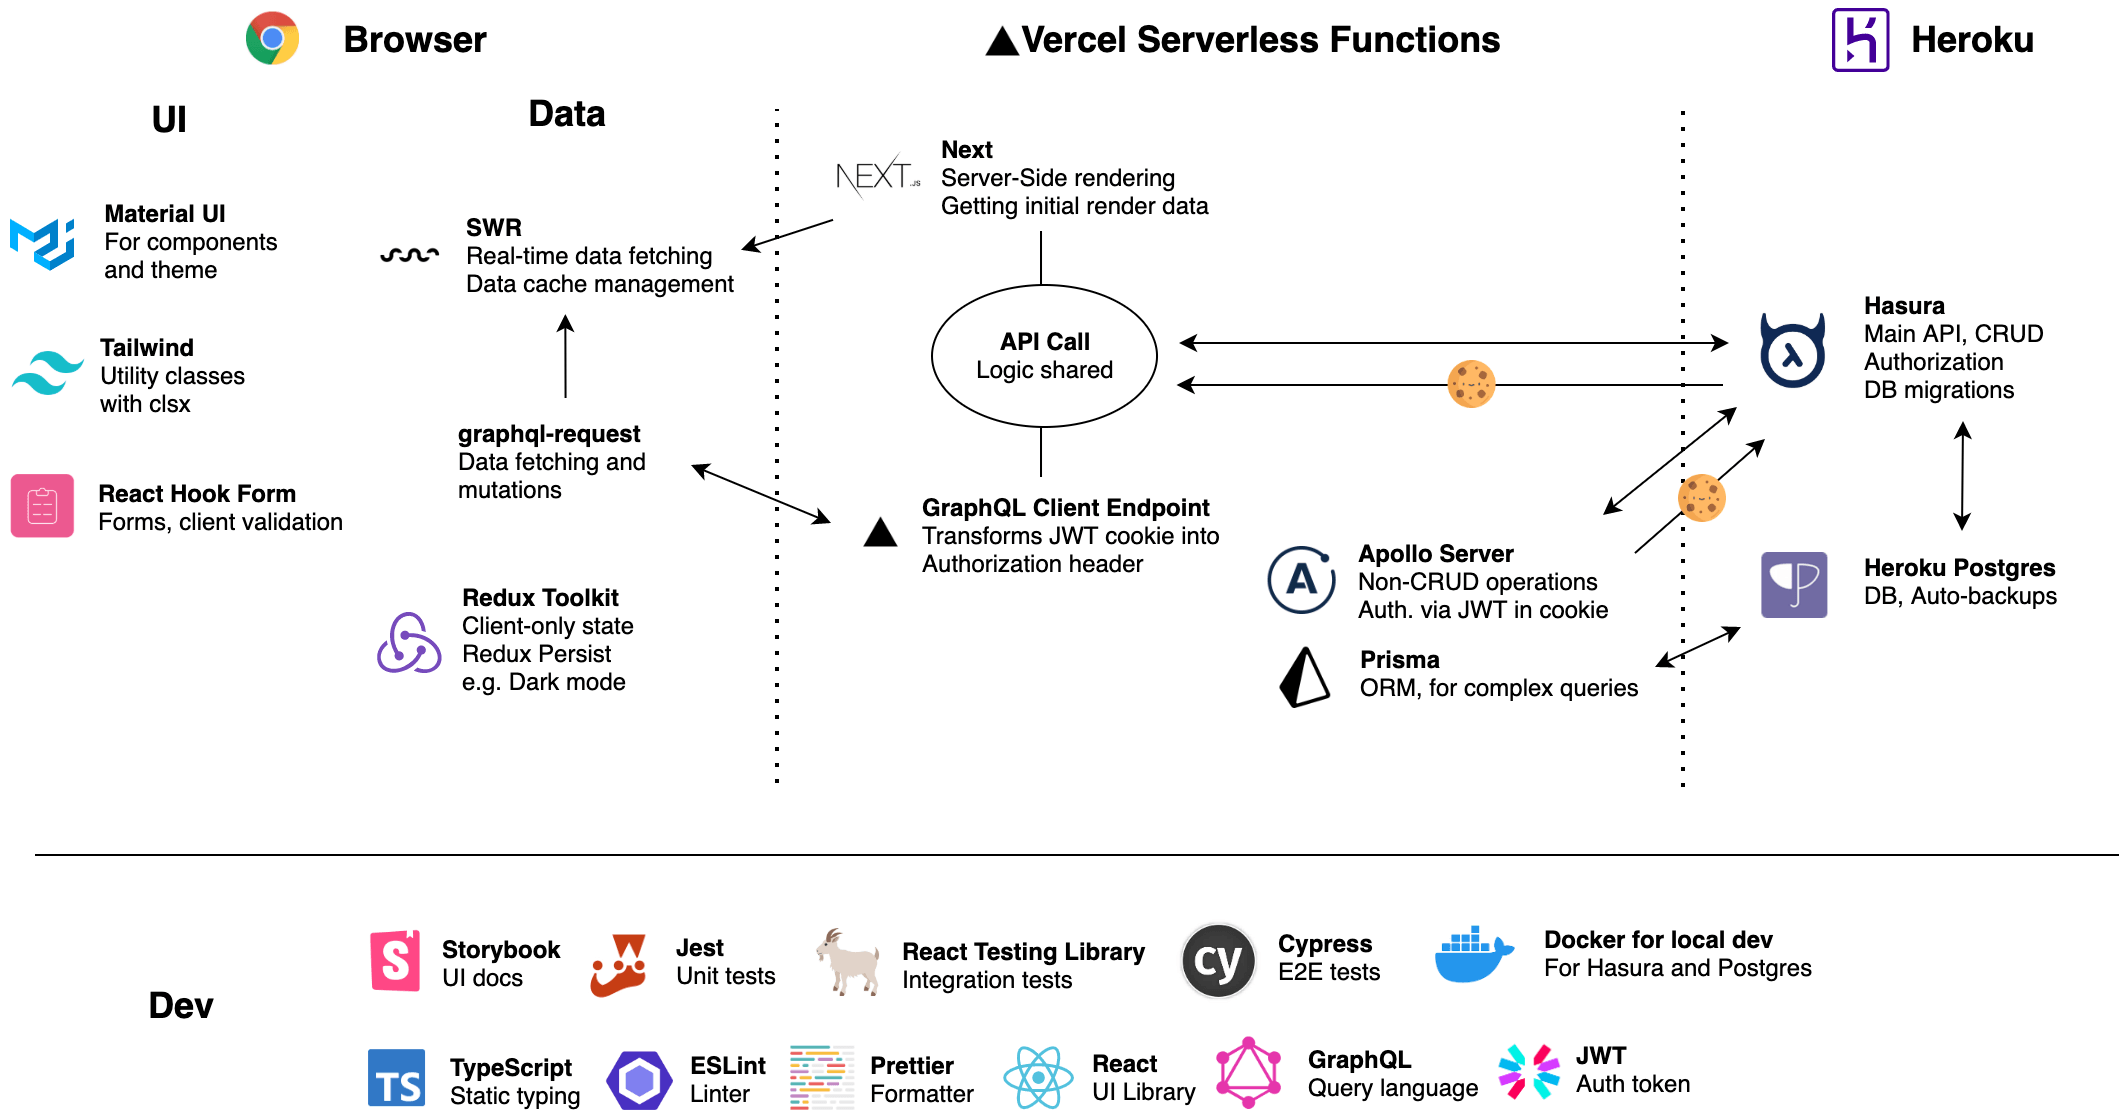 Browser
Vercel Serverless Functions
Heroku
UI
Data
Material UI
For components
and theme
Tailwind
Utility classes
with clsx
React Hook Form
Forms, client validation
SWR
Real-time data fetching
Data cache management
graphql-request
Data fetching and
mutations
Redux Toolkit
Client-only state
Redux Persist
e.g. Dark mode
NEXT.JS
Next
Server-Side rendering
Getting initial render data
API Call
Logic shared
GraphQL Client Endpoint
Transforms JWT cookie into
Authorization header
A
Apollo Server
Non-CRUD operations
Auth. via JWT in cookie
Prisma
ORM, for complex queries
Hasura
Main API, CRUD
Authorization
DB migrations
Heroku Postgres
DB, Auto-backups
Dev
S
Storybook
UI docs
Jest
Unit tests
React Testing Library
Integration tests
cy
Cypress
E2E tests
Docker for local dev
For Hasura and Postgres
TS
TypeScript
Static typing
ESLint
Linter
Prettier
Formatter
React
UI Library
GraphQL
Query language
JWT
Auth token